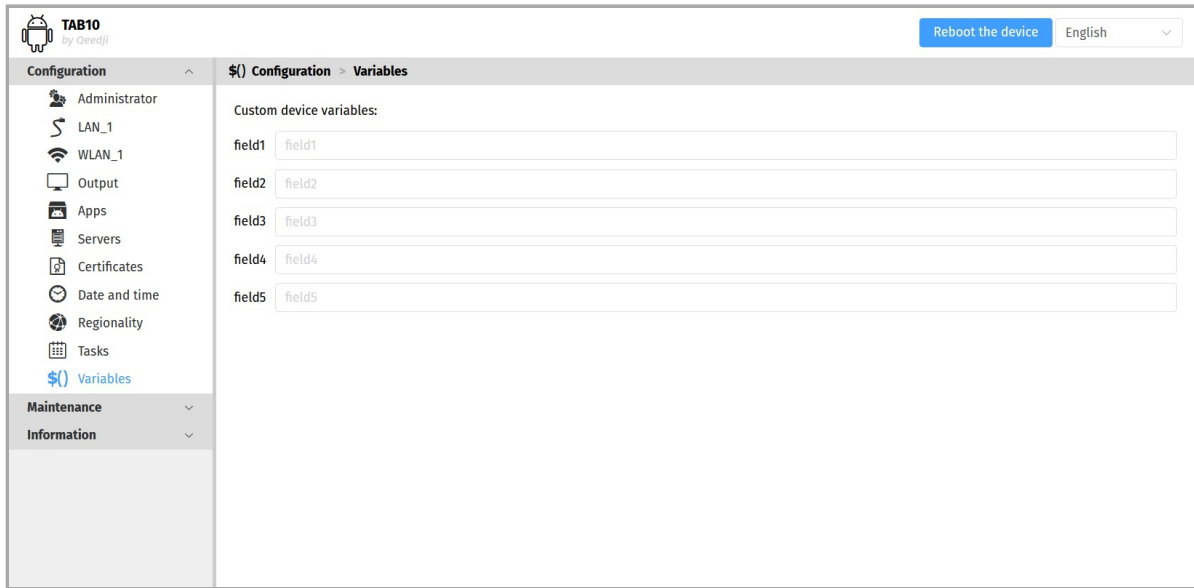 TAB10
by Qeedji
Reboot the device
English
Configuration
Administrator
LAN_1
WLAN_1
Output
Apps
Servers
Certificates
Date and time
Regionality
Tasks
$() Variables
Maintenance
Information
$() Configuration > Variables
Custom device variables:
field1 field1
field2 field2
field3 field3
field4 field4
field5 field5